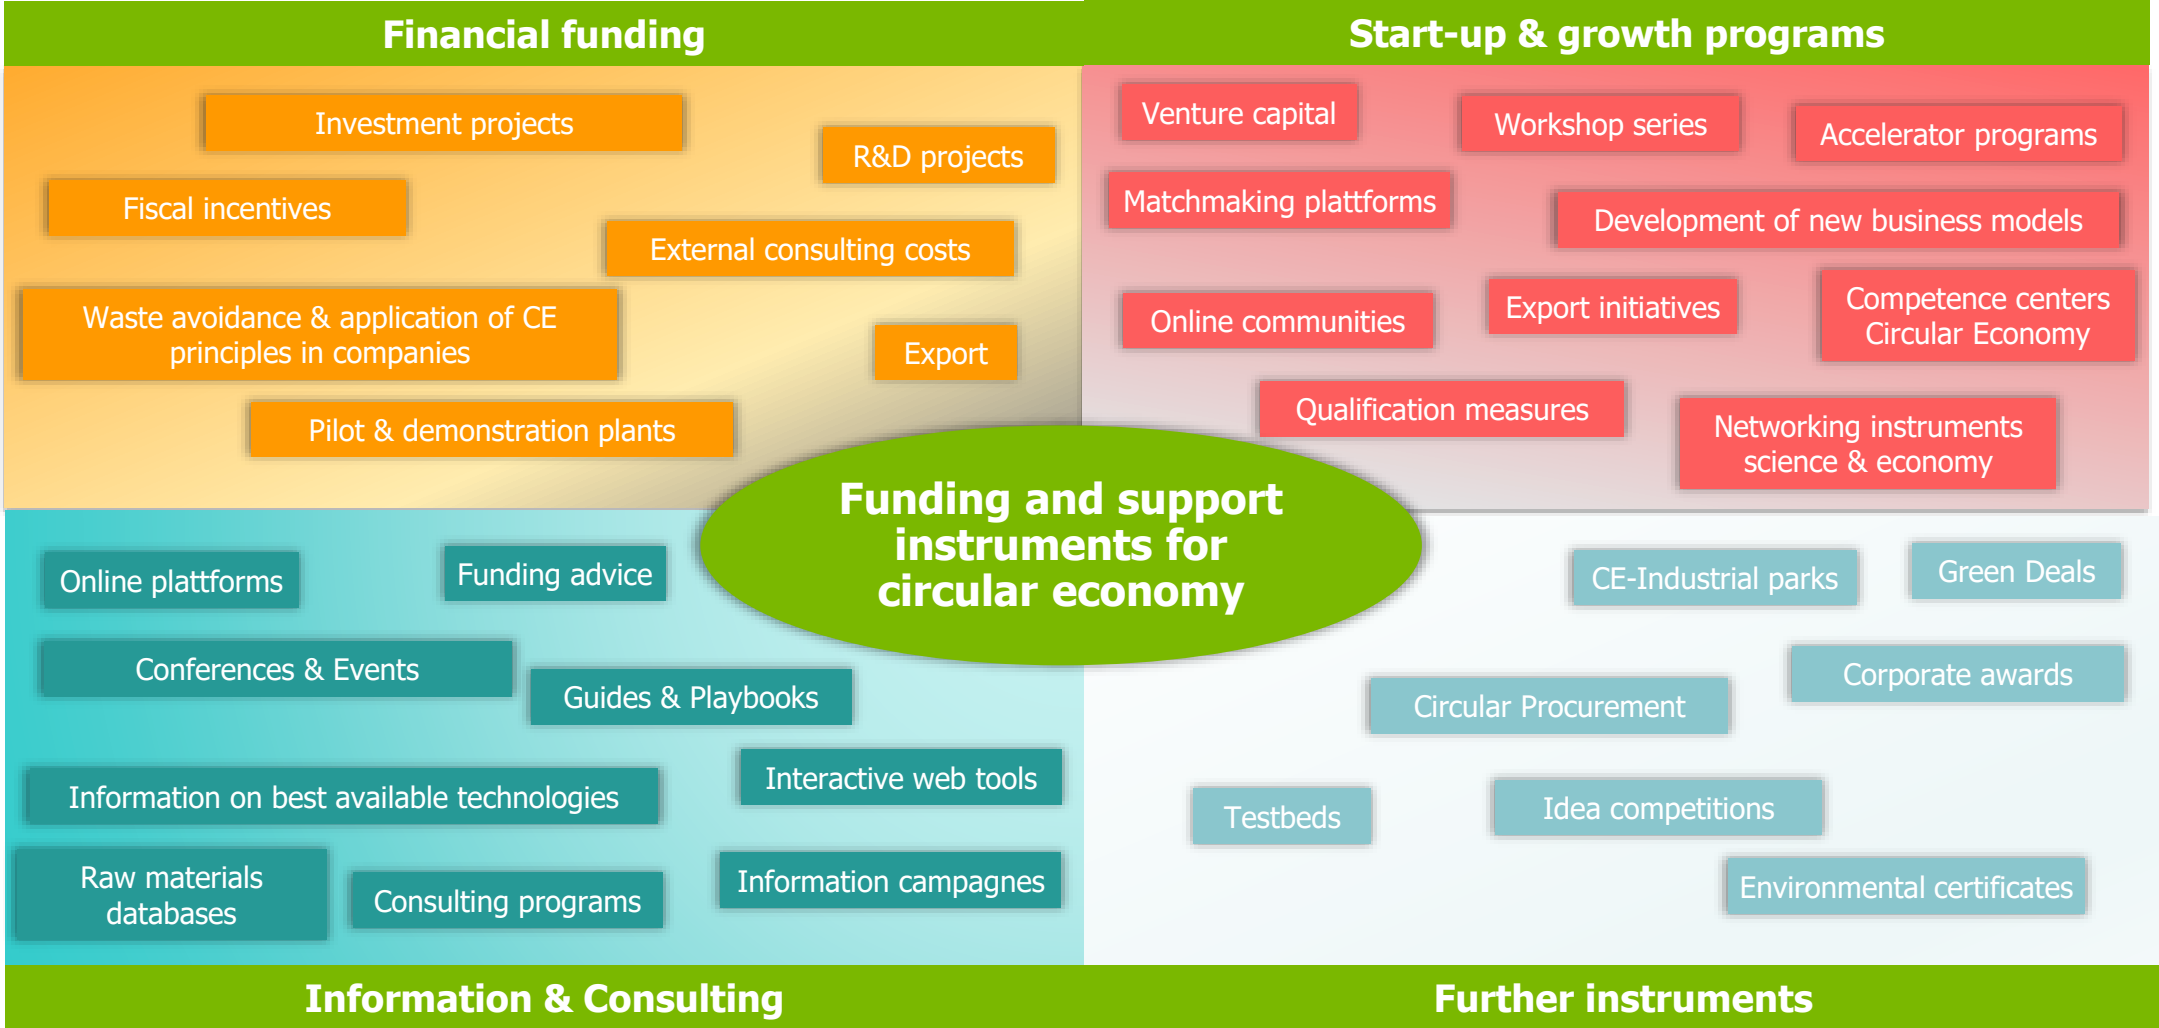 Financial funding
Investment projects
R&D projects
Fiscal incentives
External consulting costs
Waste avoidance & application of CE
principles in companies
Export
Pilot & demonstration plants
Start-up & growth programs
Venture capital
Workshop series
Accelerator programs
Matchmaking plattforms
Development of new business models
Online communities
Export initiatives
Competence centers
Circular Economy
Qualification measures
Networking instruments
science & economy
Funding and support
instruments for
circular economy
Online plattforms
Funding advice
Conferences & Events
Guides & Playbooks
Interactive web tools
Information on best available technologies
Raw materials
databases
Consulting programs
Information campagnes
Information & Consulting
CE-Industrial parks
Green Deals
Corporate awards
Circular Procurement
Testbeds
Idea competitions
Environmental certificates
Further instruments